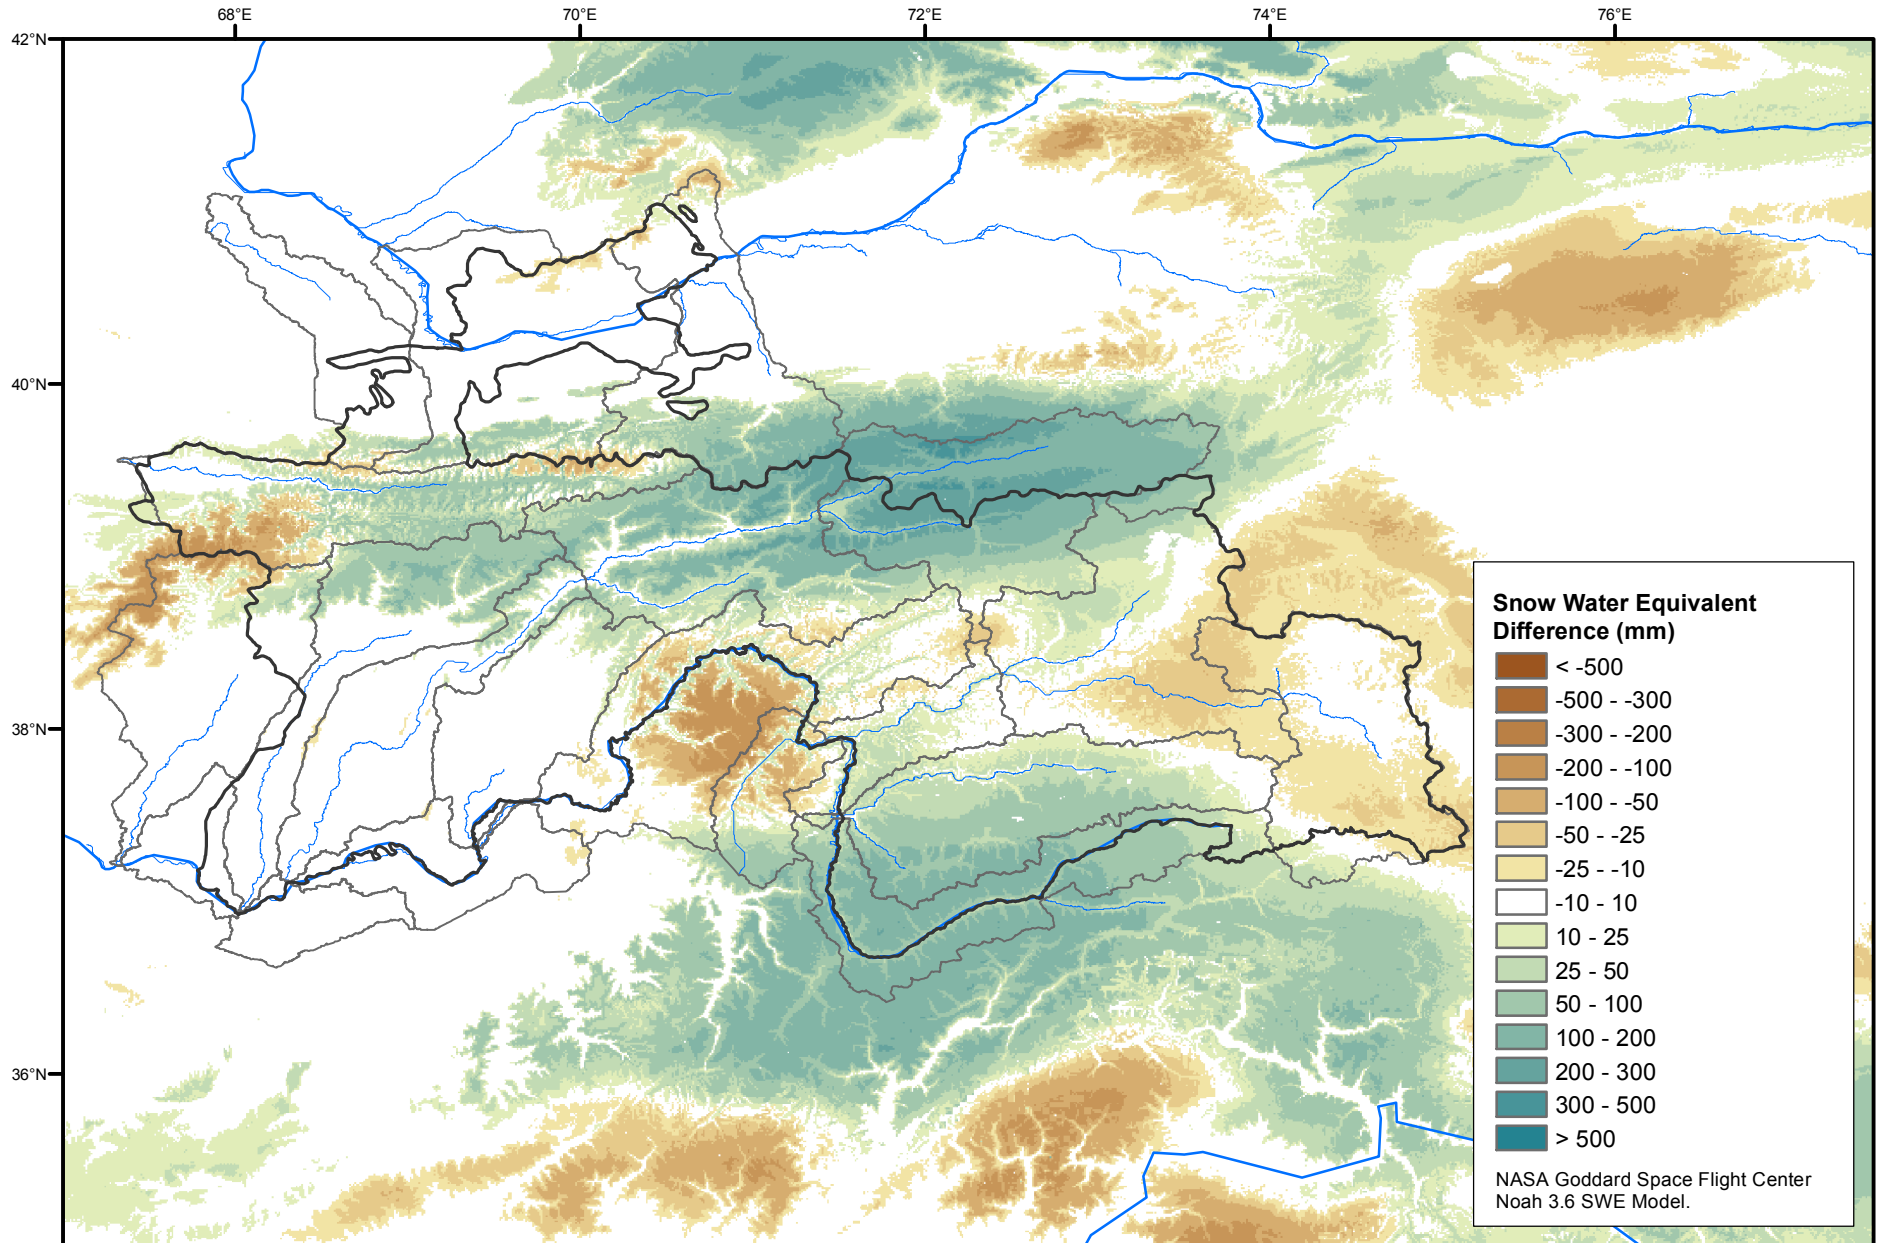 68°E
70°E
72°E
74°E
76°E
42°N
40°N
38°N
36°N
Snow Water Equivalent
Difference (mm)
< -500
-500 - -300
-300 - -200
-200 - -100
-100 - -50
-50 - -25
-25 - -10
-10 - 10
10 - 25
25 - 50
50 - 100
100 - 200
200 - 300
300 - 500
> 500
NASA Goddard Space Flight Center
Noah 3.6 SWE Model.